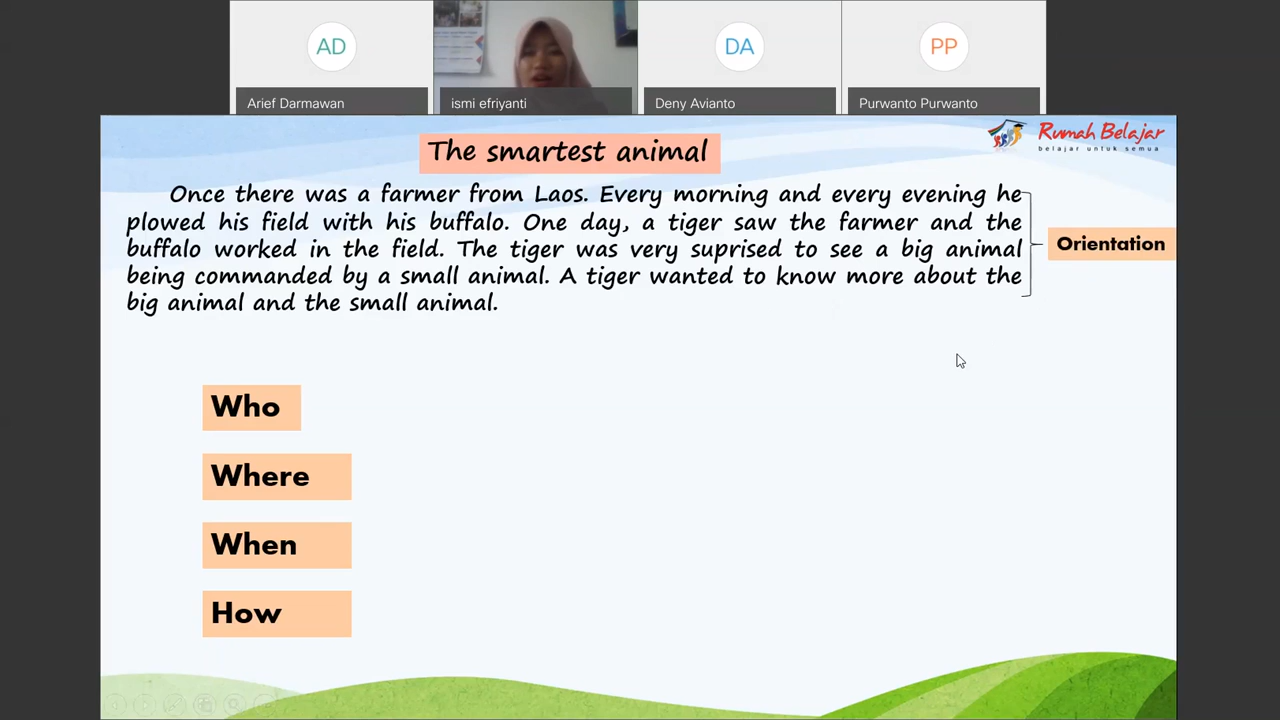 AD
DA
PP
Arief Darmawan
ismi efriyanti
Deny Avianto
Purwanto Purwanto
The smartest animal
Rumah Belajar
belajar untuk semua
Once there was a farmer from Laos. Every morning and every evening he
plowed his field with his buffalo. One day, a tiger saw the farmer and the
buffalo worked in the field. The tiger was very suprised to see a big animal
being commanded by a small animal. A tiger wanted to know more about the
big animal and the small animal.
Orientation
Who
Where
When
How